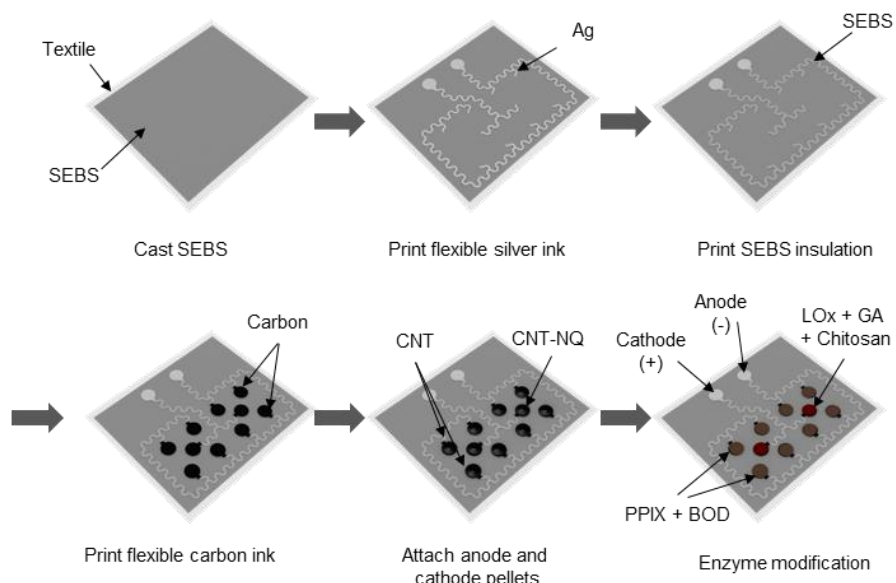 Textile
SEBS
Cast SEBS
Ag
Print flexible silver ink
SEBS
Print SEBS insulation
Carbon
Print flexible carbon ink
CNT
CNT-NQ
Attach anode and
cathode pellets
Anode
(-)
Cathode
(+)
LOx + GA
+ Chitosan
PPIX + BOD
Enzyme modification